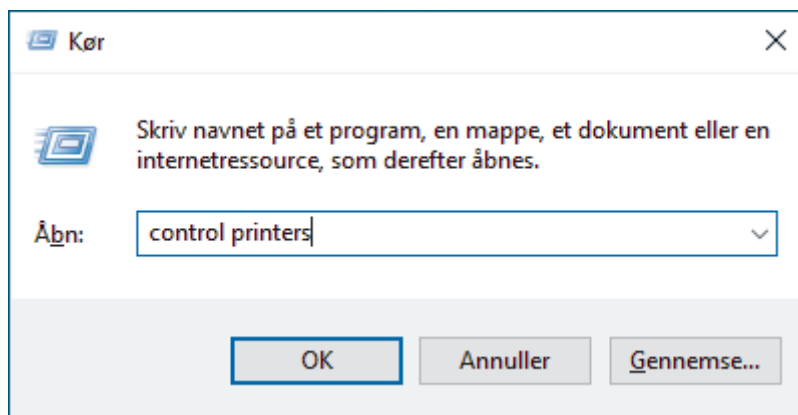 Kør
Skriv navnet på et program, en mappe, et dokument eller en
internetressource, som derefter åbnes.
Åbn: control printers
OK Annuller Gennemse...